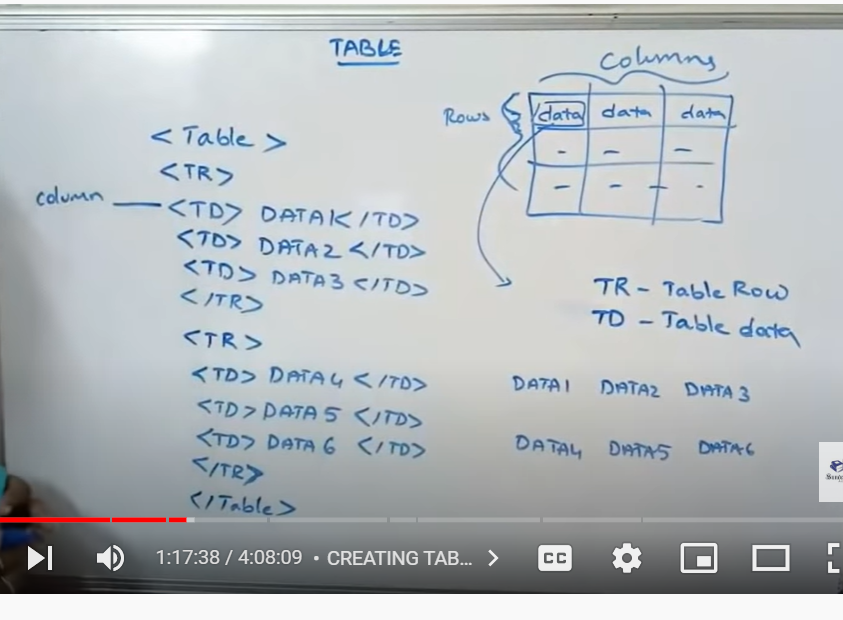 TABLE
Columns
Rows
data data data
- - -
- - - -
<Table>
<TR>
column
<TD> DATA1</TD>
<TD> DATA2 </TD>
<TD> DATA3 </TD>
</TR>
<TR>
<TD> DATA4 </TD>
<TD> DATA5 </TD>
<TD> DATA6 </TD>
</TR>
</Table>
TR - Table Row
TD - Table data
DATA1 DATA2 DATA3
DATA4 DATA5 DATA6
1:17:38 / 4:08:09 • CREATING TAB... >
CC